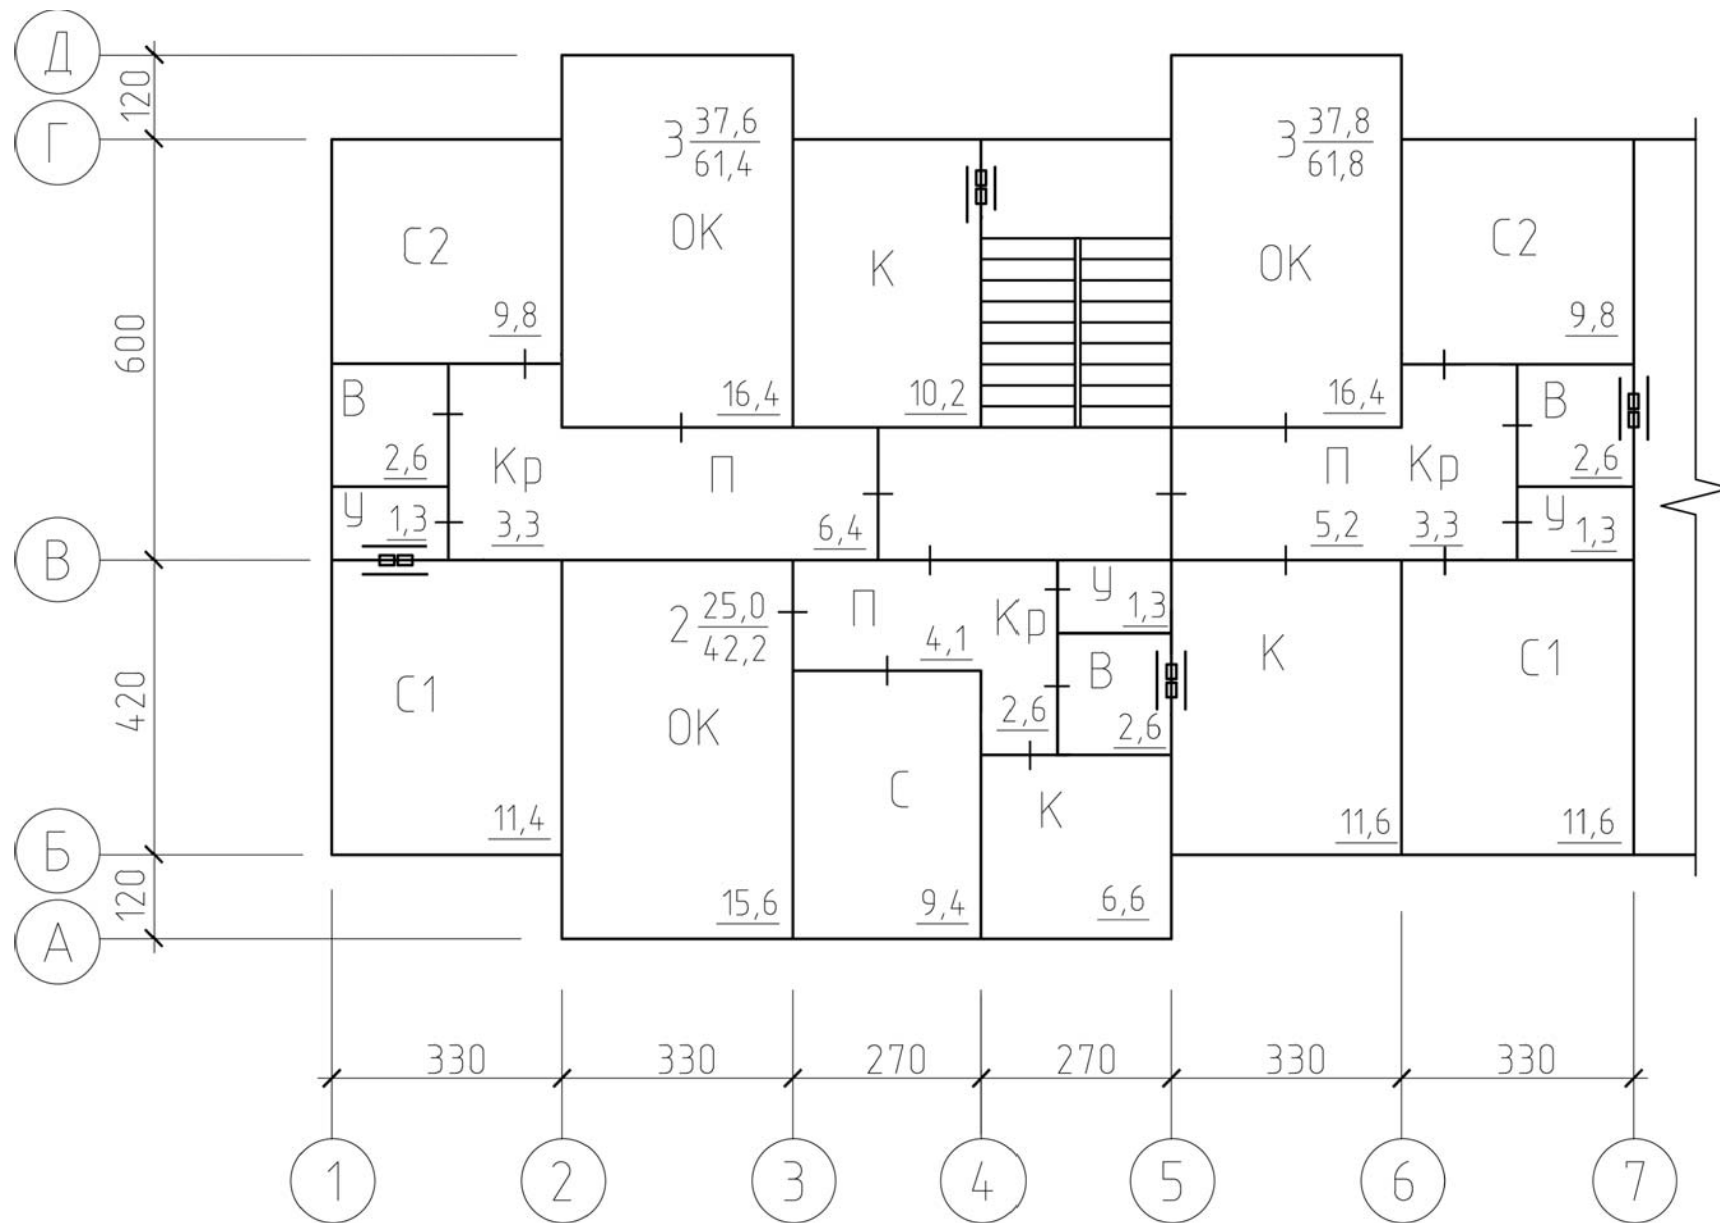 Д
120
Г
3 37,6
61,4
3 37,8
61,8
С2
ОК
К
ОК
С2
9,8
16,4
10,2
16,4
9,8
600
В
2,6
Кр
П
П
Кр
В
2,6
У
1,3
3,3
6,4
5,2
3,3
У
1,3
В
2 25,0
42,2
П
4,1
Кр
У
1,3
В
2,6
2,6
К
С1
С1
ОК
С
К
420
11,4
15,6
9,4
6,6
11,6
11,6
Б
120
А
330
330
270
270
330
330
1
2
3
4
5
6
7